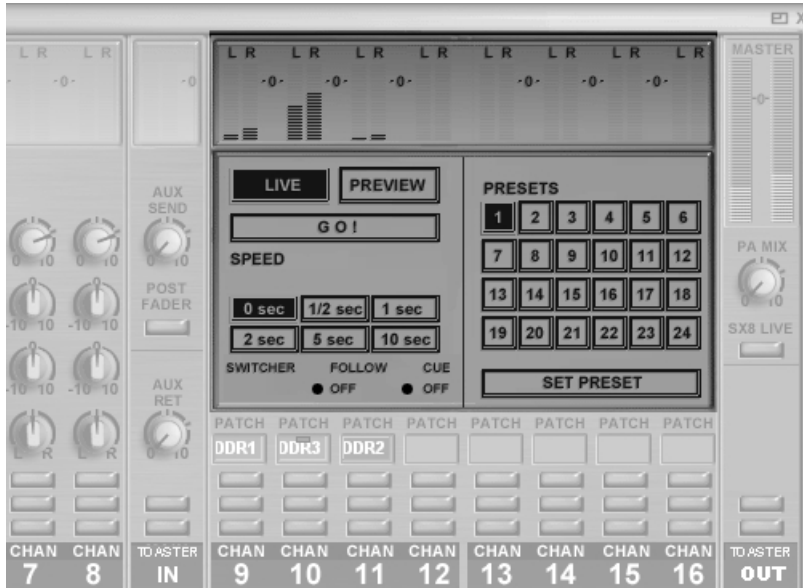 L R L R L R L R L R L R L R L R L R L R MASTER
-0- -0 -0- -0- -0- -0- -0- -0- -0- -0-
LIVE PREVIEW
GO!
SPEED
0 sec 1/2 sec 1 sec
2 sec 5 sec 10 sec
SWITCHER FOLLOW CUE
OFF OFF
PRESETS
1 2 3 4 5 6
7 8 9 10 11 12
13 14 15 16 17 18
19 20 21 22 23 24
SET PRESET
AUX
SEND
0 10 0 10 0 10
POST
FADER
-10 10 -10 10
-10 10 -10 10
AUX
RET
L R L R 0 10
PA MIX
0 10
SX8 LIVE
PATCH PATCH PATCH PATCH PATCH PATCH PATCH PATCH
DDR1 DDR3 DDR2
CHAN CHAN TOASTER CHAN CHAN CHAN CHAN CHAN CHAN CHAN CHAN TOASTER
7 8 IN 9 10 11 12 13 14 15 16 OUT